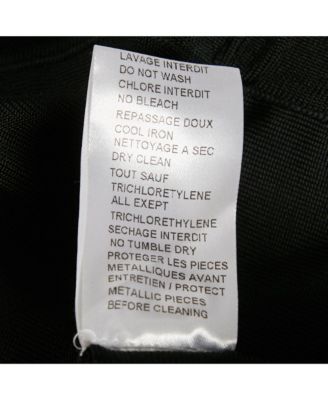 LAVAGE INTERDIT
DO NOT WASH
CHLORE INTERDIT
NO BLEACH
REPASSAGE DOUX
COOL IRON
NETTOYAGE A SEC
DRY CLEAN
TOUT SAUF
TRICHLORETYLENE
ALL EXEPT
TRICHLORETHYLENE
SECHAGE INTERDIT
NO TUMBLE DRY
PROTEGER LES PIECES
METALLIQUES AVANT
ENTRETIEN / PROTECT
METALLIC PIECES
BEFORE CLEANING